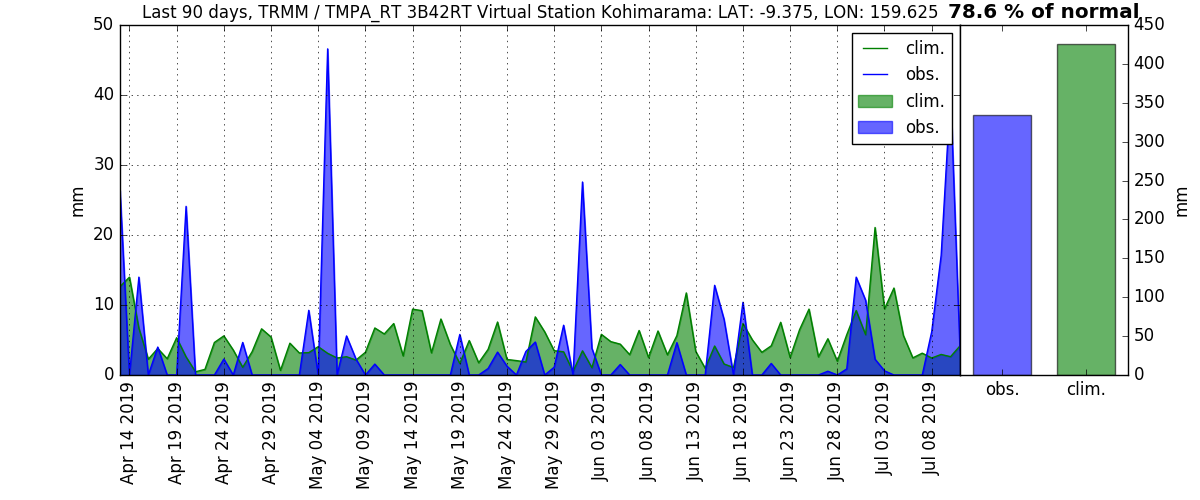 Last 90 days, TRMM / TMPA_RT 3B42RT Virtual Station Kohimarama: LAT: -9.375, LON: 159.625
78.6 % of normal
clim.
obs.
clim.
obs.
50
40
30
20
10
0
mm
Apr 14 2019
Apr 19 2019
Apr 24 2019
Apr 29 2019
May 04 2019
May 09 2019
May 14 2019
May 19 2019
May 24 2019
May 29 2019
Jun 03 2019
Jun 08 2019
Jun 13 2019
Jun 18 2019
Jun 23 2019
Jun 28 2019
Jul 03 2019
Jul 08 2019
450
400
350
300
250
200
150
100
50
0
mm
obs.
clim.